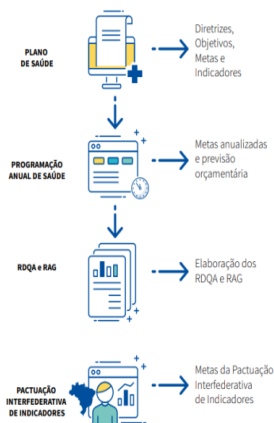 PLANO
DE SAÚDE
Diretrizes,
Objetivos,
Metas e
Indicadores
PROGRAMAÇÃO
ANUAL DE SAÚDE
Metas anualizadas
e previsão
orçamentária
RDQA e RAG
Elaboração dos
RDQA e RAG
PACTUAÇÃO
INTERFEDERATIVA
DE INDICADORES
Metas da Pactuação
Interfederativa
de Indicadores